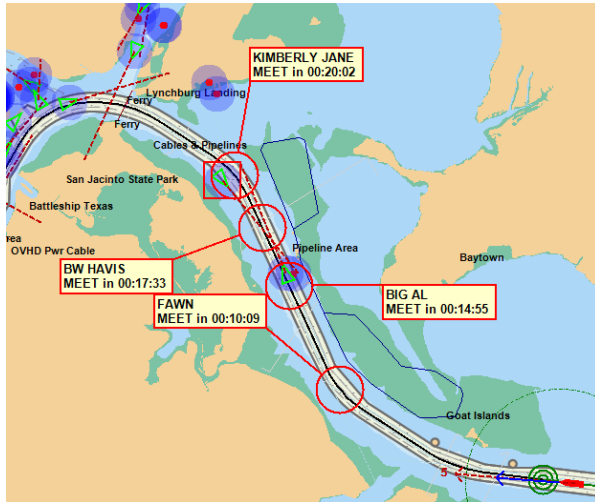 KIMBERLY JANE
MEET in 00:20:02
Lynchburg Landing
Ferry
Ferry
Cables & Pipelines
San Jacinto State Park
Battleship Texas
rea
OVHD Pwr Cable
Pipeline Area
Baytown
BW HAVIS
MEET in 00:17:33
BIG AL
MEET in 00:14:55
FAWN
MEET in 00:10:09
Goat Islands
5